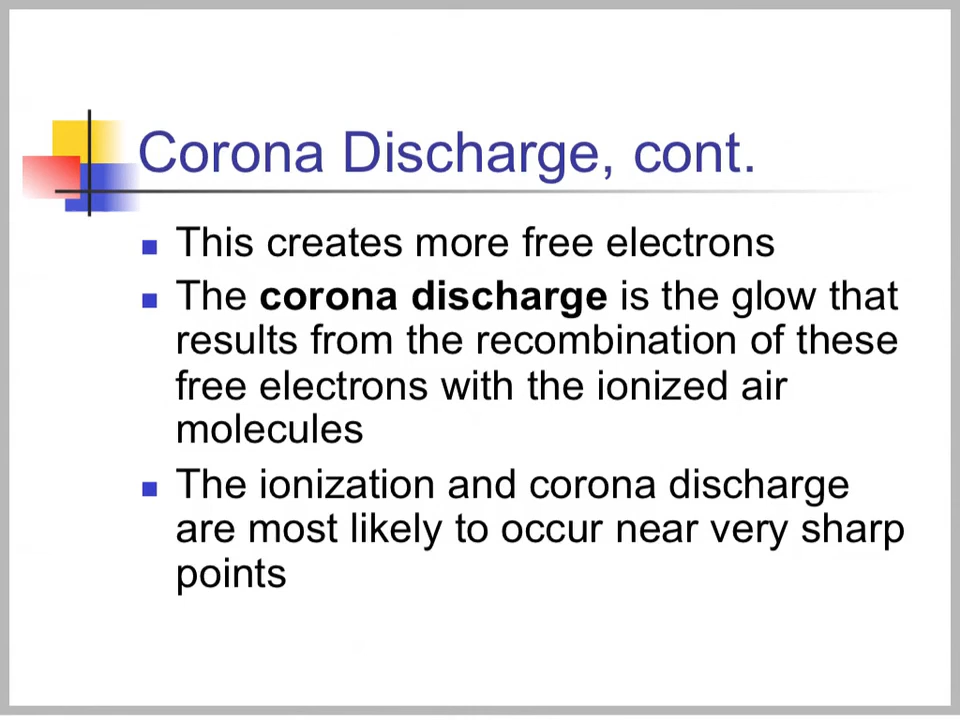 Corona Discharge, cont.
This creates more free electrons
The corona discharge is the glow that
results from the recombination of these
free electrons with the ionized air
molecules
The ionization and corona discharge
are most likely to occur near very sharp
points